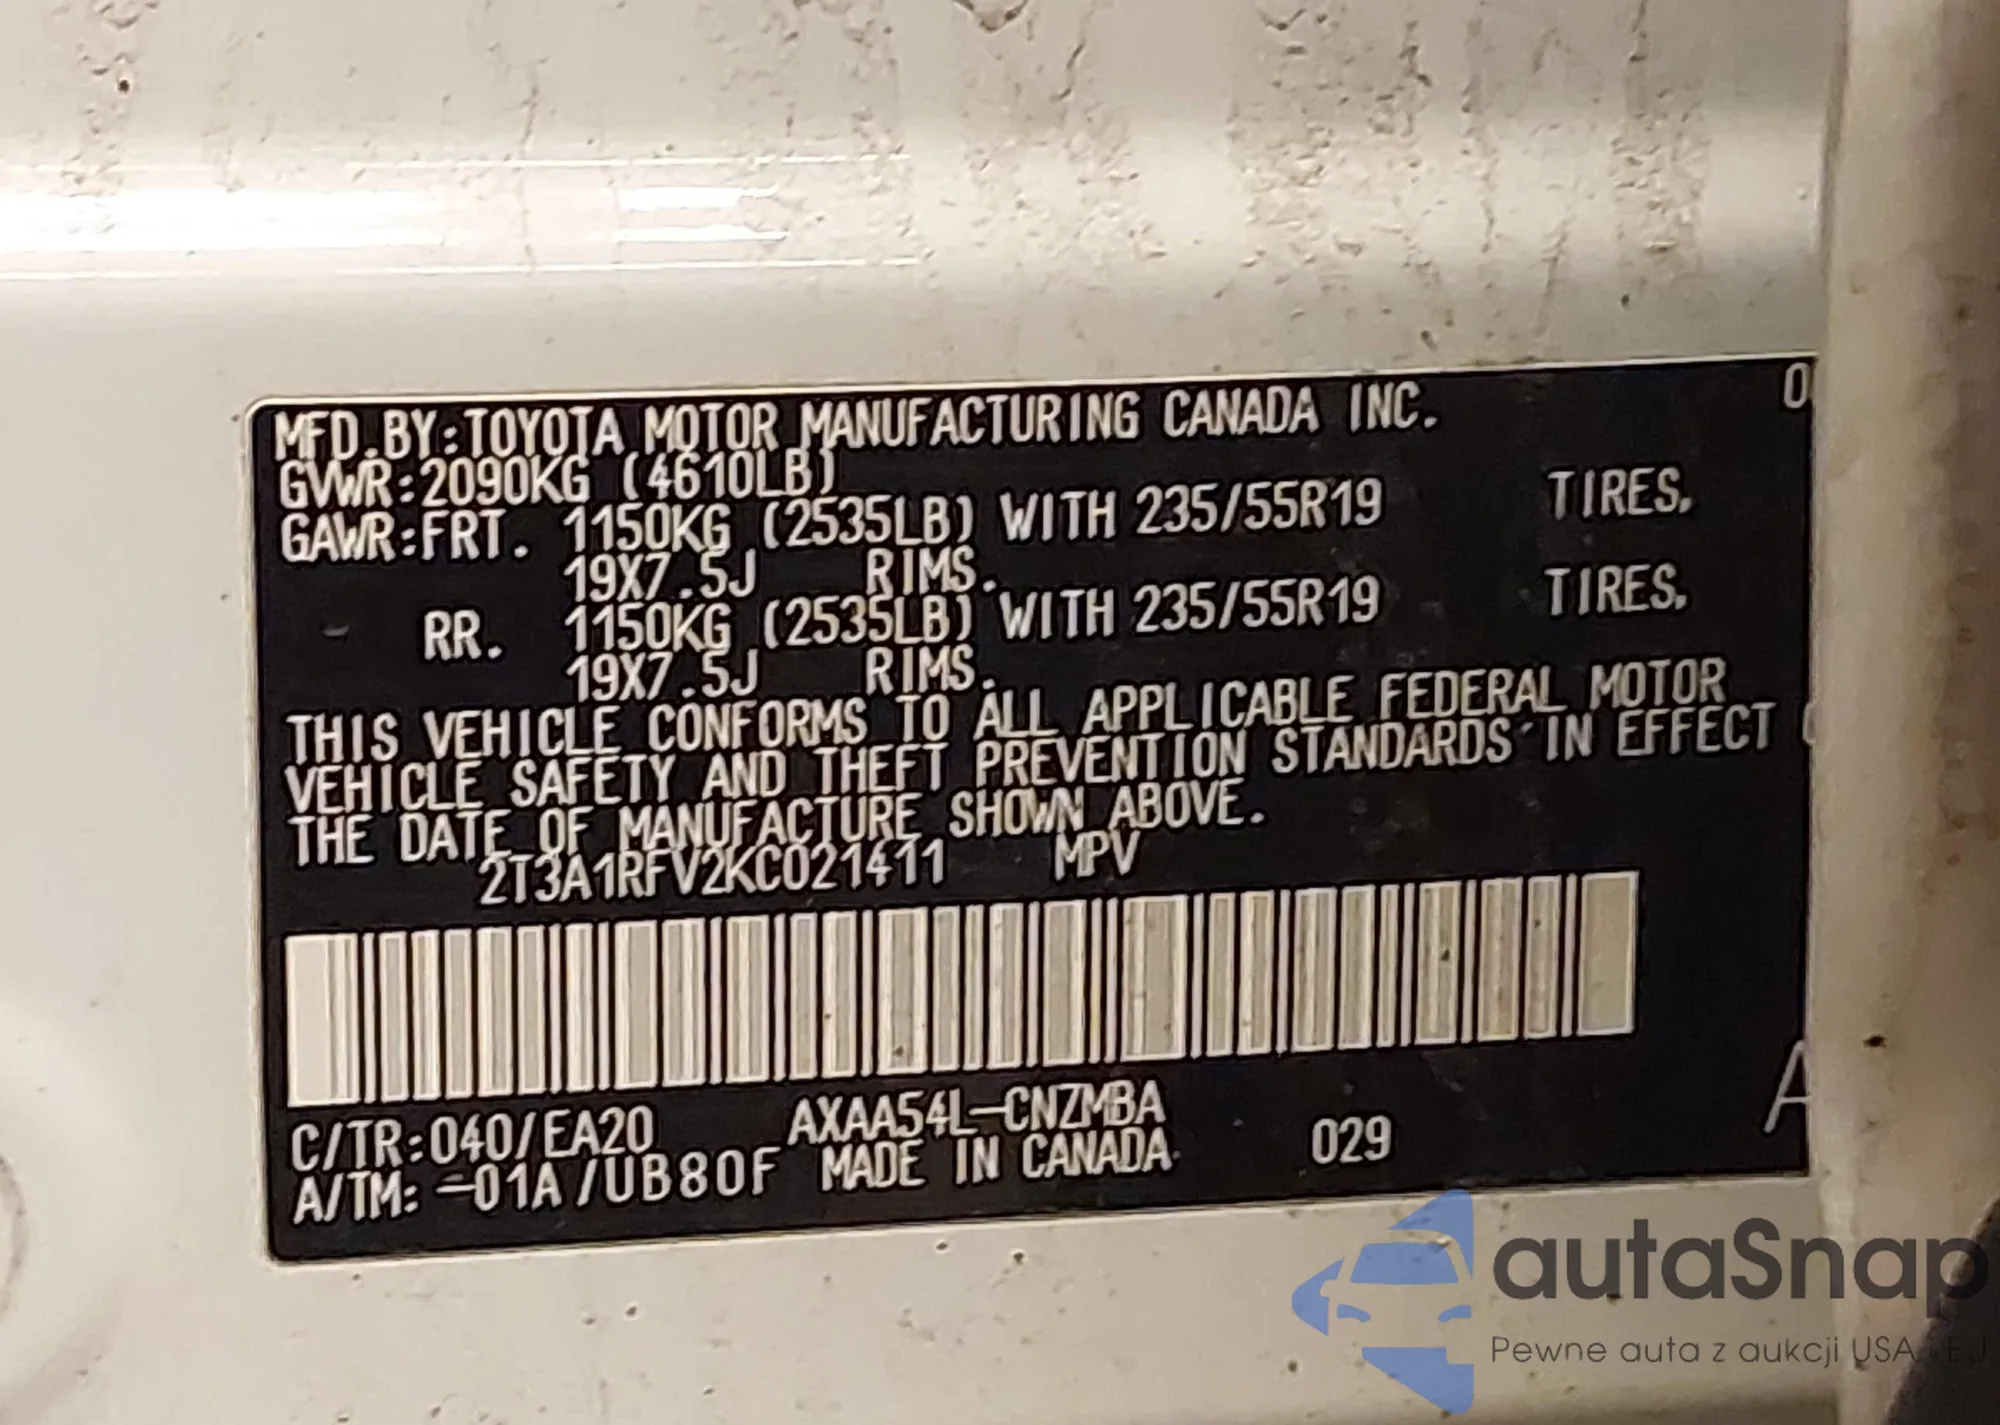 MFD.BY:TOYOTA MOTOR MANUFACTURING CANADA INC. 0
GVWR:2090KG (4610LB)
GAWR:FRT. 1150KG (2535LB) WITH 235/55R19 TIRES,
19X7.5J RIMS.
RR. 1150KG (2535LB) WITH 235/55R19 TIRES,
19X7.5J RIMS.
THIS VEHICLE CONFORMS TO ALL APPLICABLE FEDERAL MOTOR
VEHICLE SAFETY AND THEFT PREVENTION STANDARDS IN EFFECT
THE DATE OF MANUFACTURE SHOWN ABOVE.
2T3A1RFV2KC021411 MPV
C/TR:040/EA20 AXAA54L-CNZMBA
A/TM:-01A/UB80F MADE IN CANADA 029
A
autaSnap
Pewne auta z aukcji USA i EU